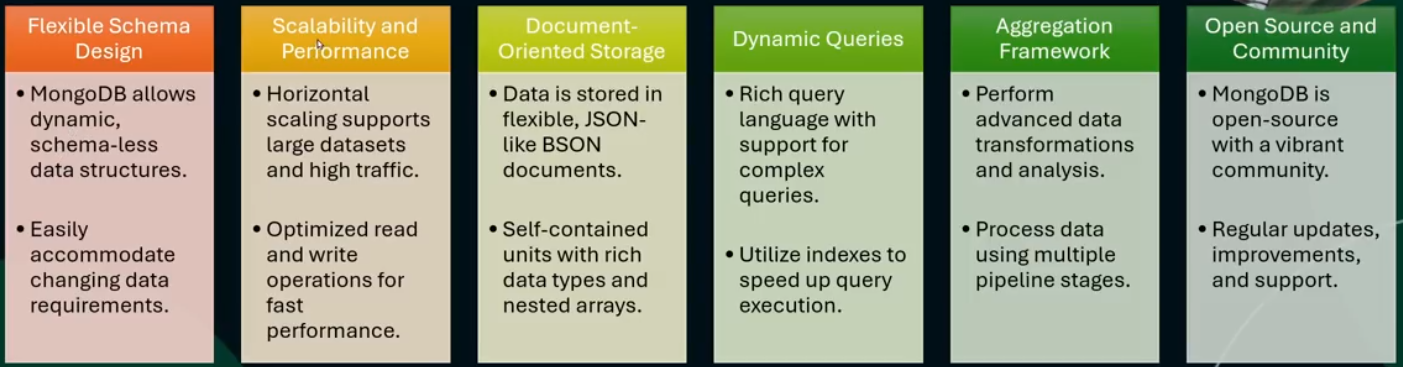 Flexible Schema
Design
• MongoDB allows
dynamic,
schema-less
data structures.
• Easily
accommodate
changing data
requirements.
Scalability and
Performance
• Horizontal
scaling supports
large datasets
and high traffic.
• Optimized read
and write
operations for
fast
performance.
Document-
Oriented Storage
• Data is stored in
flexible, JSON-
like BSON
documents.
• Self-contained
units with rich
data types and
nested arrays.
Dynamic Queries
• Rich query
language with
support for
complex
queries.
• Utilize indexes to
speed up query
execution.
Aggregation
Framework
• Perform
advanced data
transformations
and analysis.
• Process data
using multiple
pipeline stages.
Open Source and
Community
• MongoDB is
open-source
with a vibrant
community.
• Regular updates,
improvements,
and support.